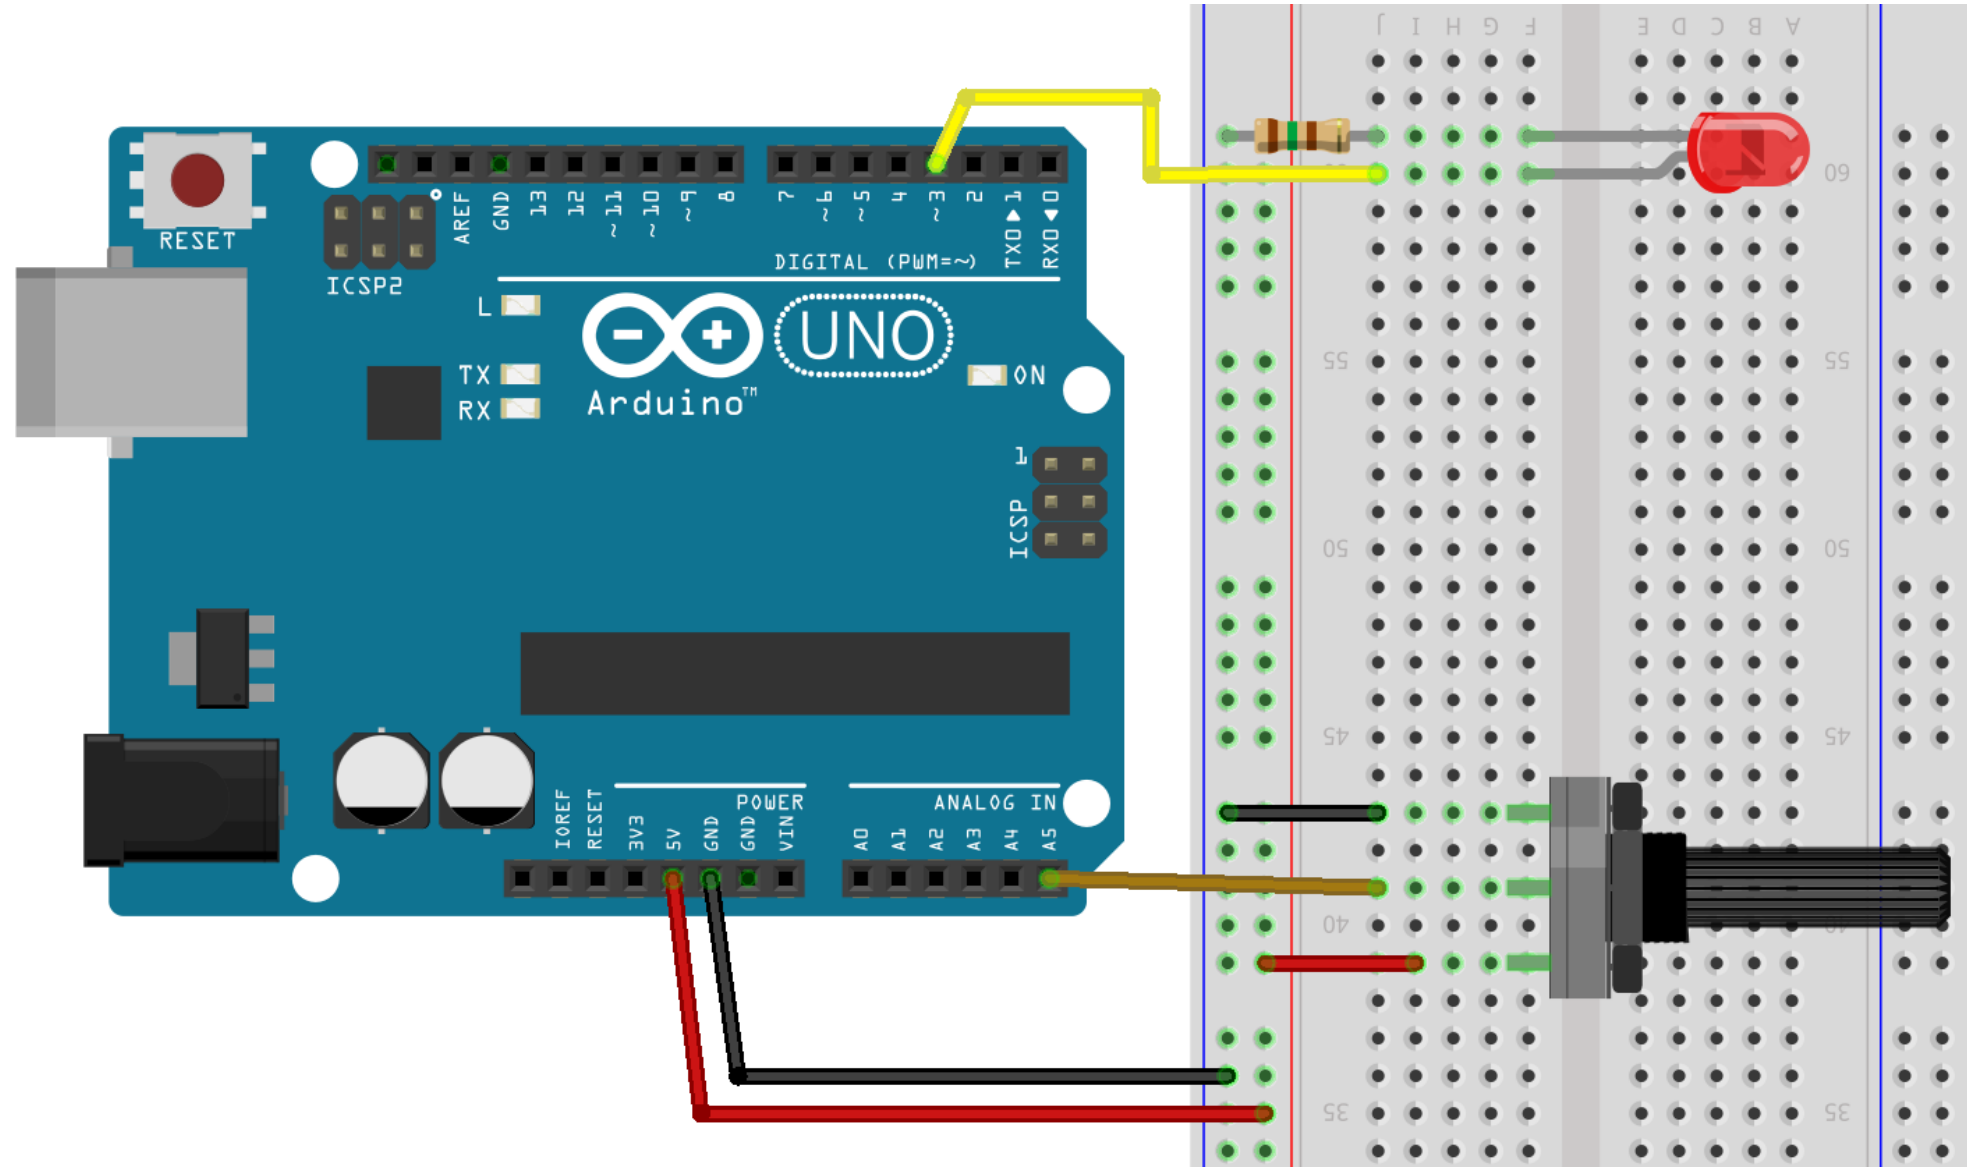 J I H G F E D C B A
RESET
ICSP2
AREF
GND
13
12
~11
~10
~9
8
7
~6
~5
4
~3
2
TX0▶1
RX0◀0
DIGITAL (PWM=~)
L
TX
RX
Arduino™
UNO
ON
1
ICSP
IOREF
RESET
3V3
5V
GND
GND
VIN
POWER
A0
A1
A2
A3
A4
A5
ANALOG IN
60
55 55
50 50
45 45
40
35 35